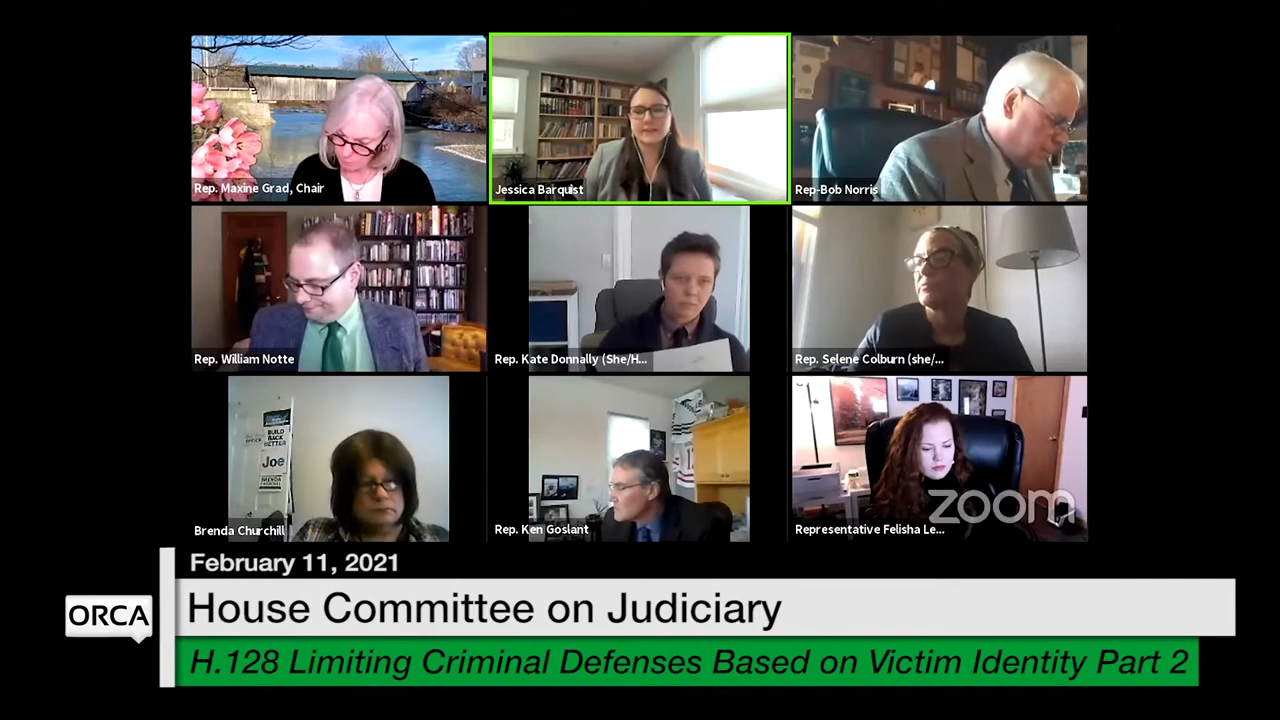 Rep. Maxine Grad, Chair
Jessica Barquist
Rep-Bob Norris
Rep. William Notte
Rep. Kate Donnally (She/H...
Rep. Selene Colburn (she/...
BUILD
BACK
BETTER
Joe
Brenda Churchill
Rep. Ken Goslant
zoom
Representative Felisha Le...
February 11, 2021
ORCA
House Committee on Judiciary
H.128 Limiting Criminal Defenses Based on Victim Identity Part 2